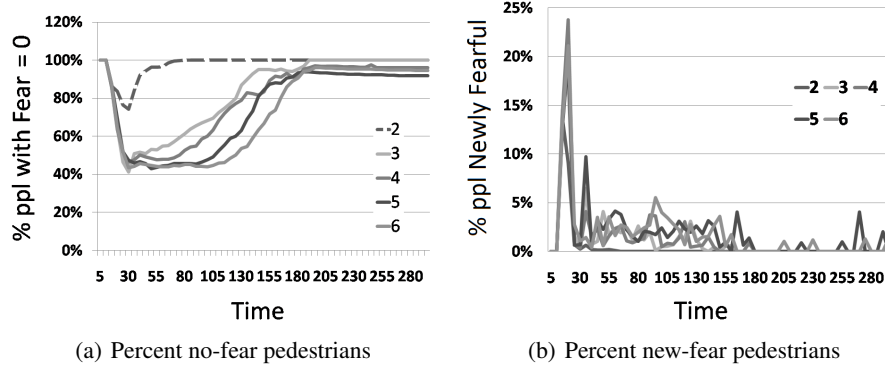 120%
100%
80%
60%
40%
20%
0%
% ppl with Fear = 0
2
3
4
5
6
5 30 55 80 105 130 155 180 205 230 255 280
Time
(a) Percent no-fear pedestrians
25%
20%
15%
10%
5%
0%
% ppl Newly Fearful
2 3 4
5 6
5 30 55 80 105 130 155 180 205 230 255 280
Time
(b) Percent new-fear pedestrians